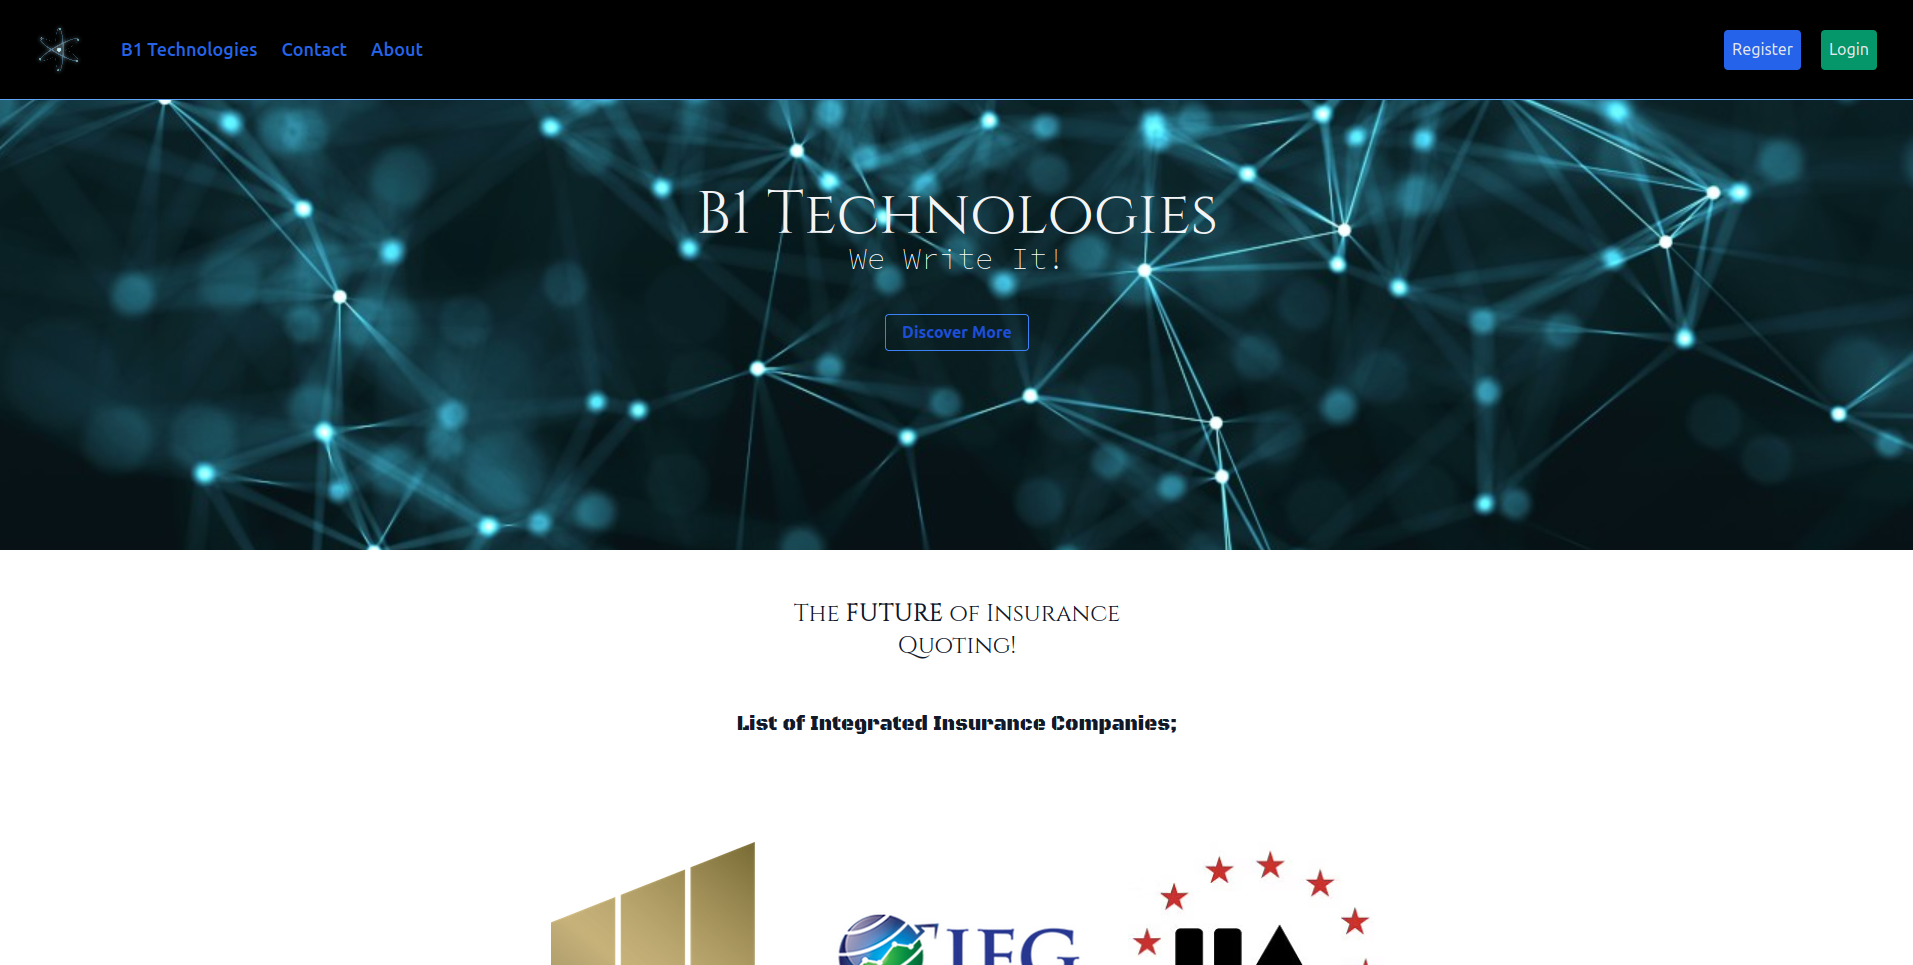 B1 Technologies Contact About Register Login
B1 Technologies
We Write It!
Discover More
The FUTURE of Insurance
Quoting!
List of Integrated Insurance Companies;
IFG